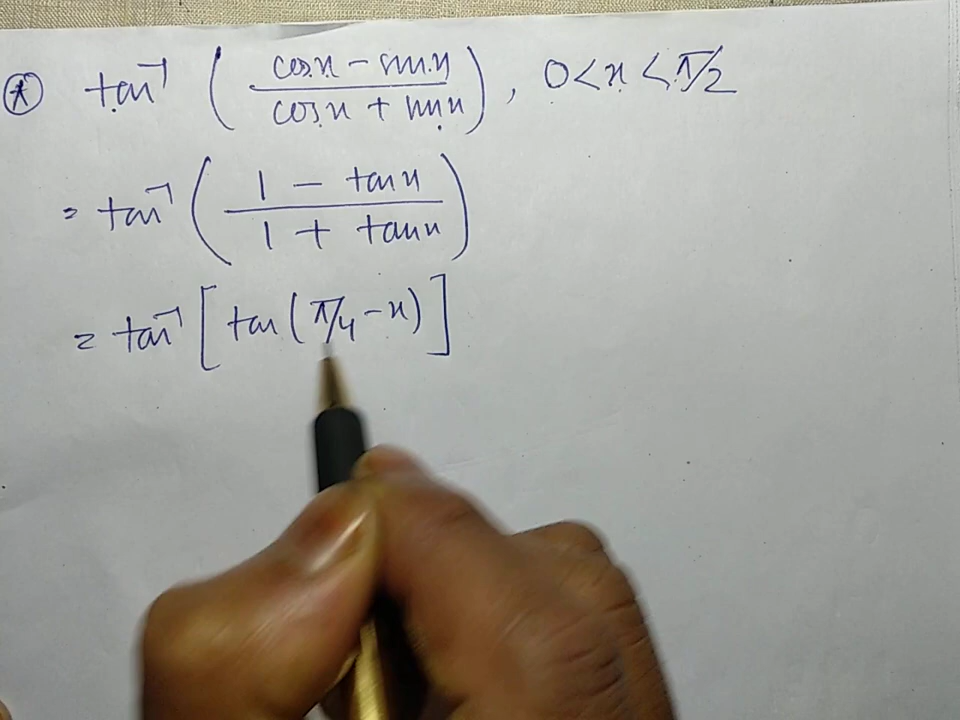 * tan⁻¹ ( (cos x − sin x) / (cos x + sin x) ), 0 < x < π/2
= tan⁻¹ ( (1 − tan x) / (1 + tan x) )
= tan⁻¹ [ tan ( π/4 − x ) ]